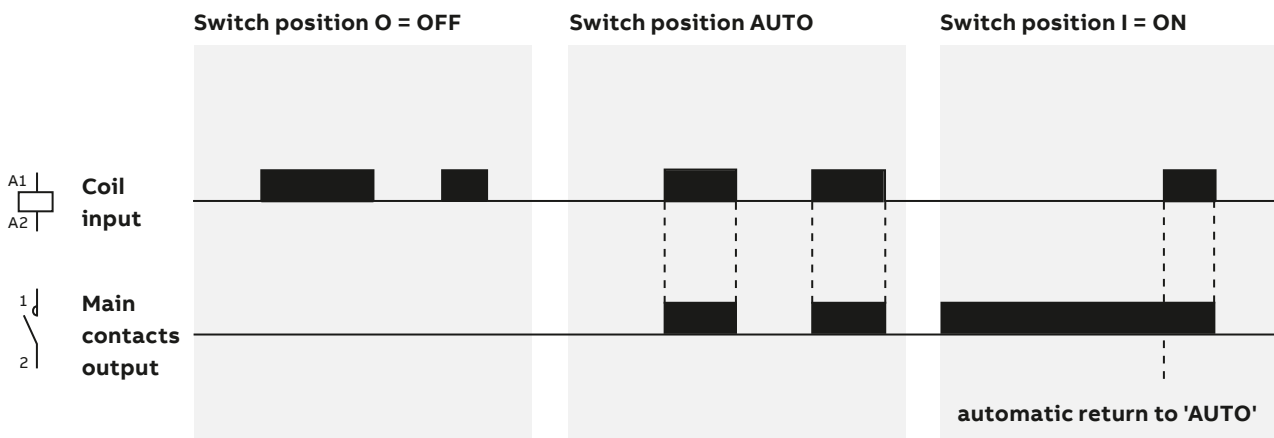 Switch position O = OFF
Switch position AUTO
Switch position I = ON
A1
A2
Coil
input
1
2
Main
contacts
output
automatic return to 'AUTO'